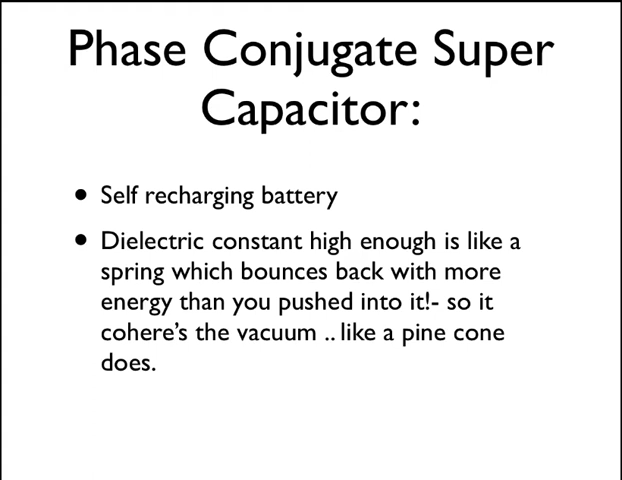 Phase Conjugate Super
Capacitor:
• Self recharging battery
• Dielectric constant high enough is like a
spring which bounces back with more
energy than you pushed into it!- so it
cohere's the vacuum .. like a pine cone
does.